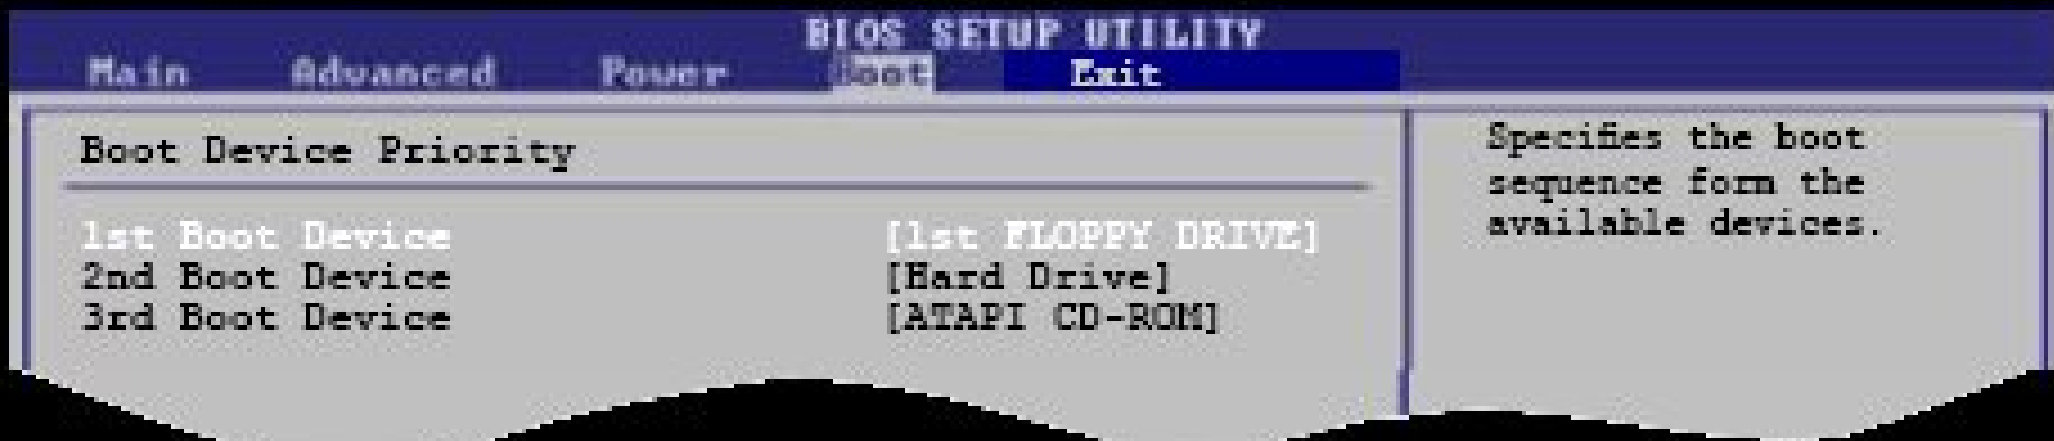 BIOS SETUP UTILITY
Main Advanced Power Boot Exit
Boot Device Priority
1st Boot Device [1st FLOPPY DRIVE]
2nd Boot Device [Hard Drive]
3rd Boot Device [ATAPI CD-ROM]
Specifies the boot
sequence form the
available devices.